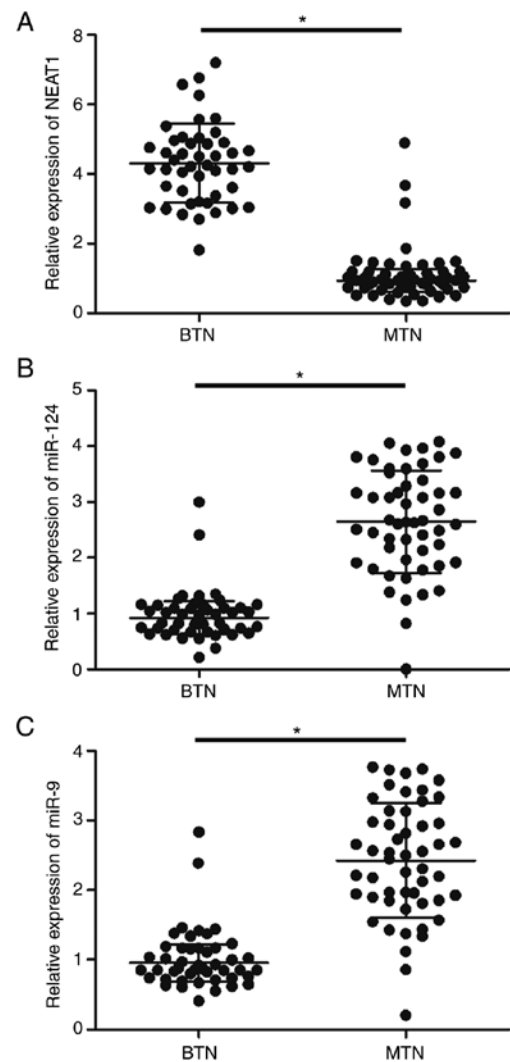 A
*
Relative expression of NEAT1
8
6
4
2
0
BTN MTN
B
*
Relative expression of miR-124
5
4
3
2
1
0
BTN MTN
C
*
Relative expression of miR-9
4
3
2
1
0
BTN MTN